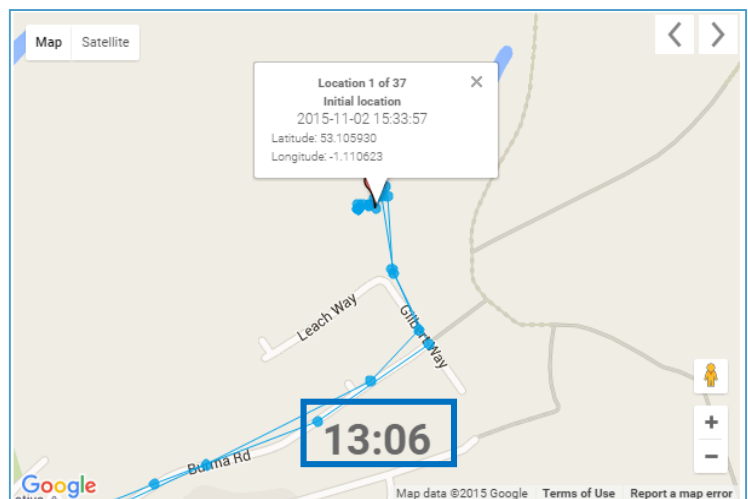 Map Satellite
Location 1 of 37
Initial location
2015-11-02 15:33:57
Latitude: 53.105930
Longitude: -1.110623
Leach Way
Gilbert Way
13:06
Burma Rd
Google
Map data ©2015 Google Terms of Use Report a map error